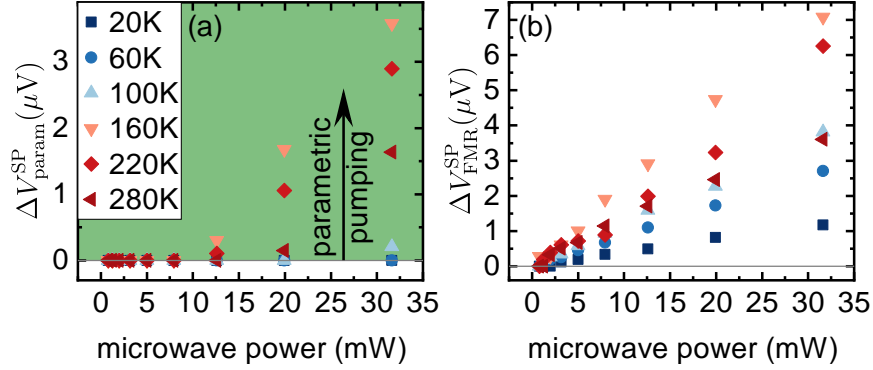 (a)
20K
60K
100K
160K
220K
280K
parametric
pumping
ΔV^SP_param (μV)
3
2
1
0
0 5 10 15 20 25 30 35
microwave power (mW)
(b)
ΔV^SP_FMR (μV)
7
6
5
4
3
2
1
0
0 5 10 15 20 25 30 35
microwave power (mW)